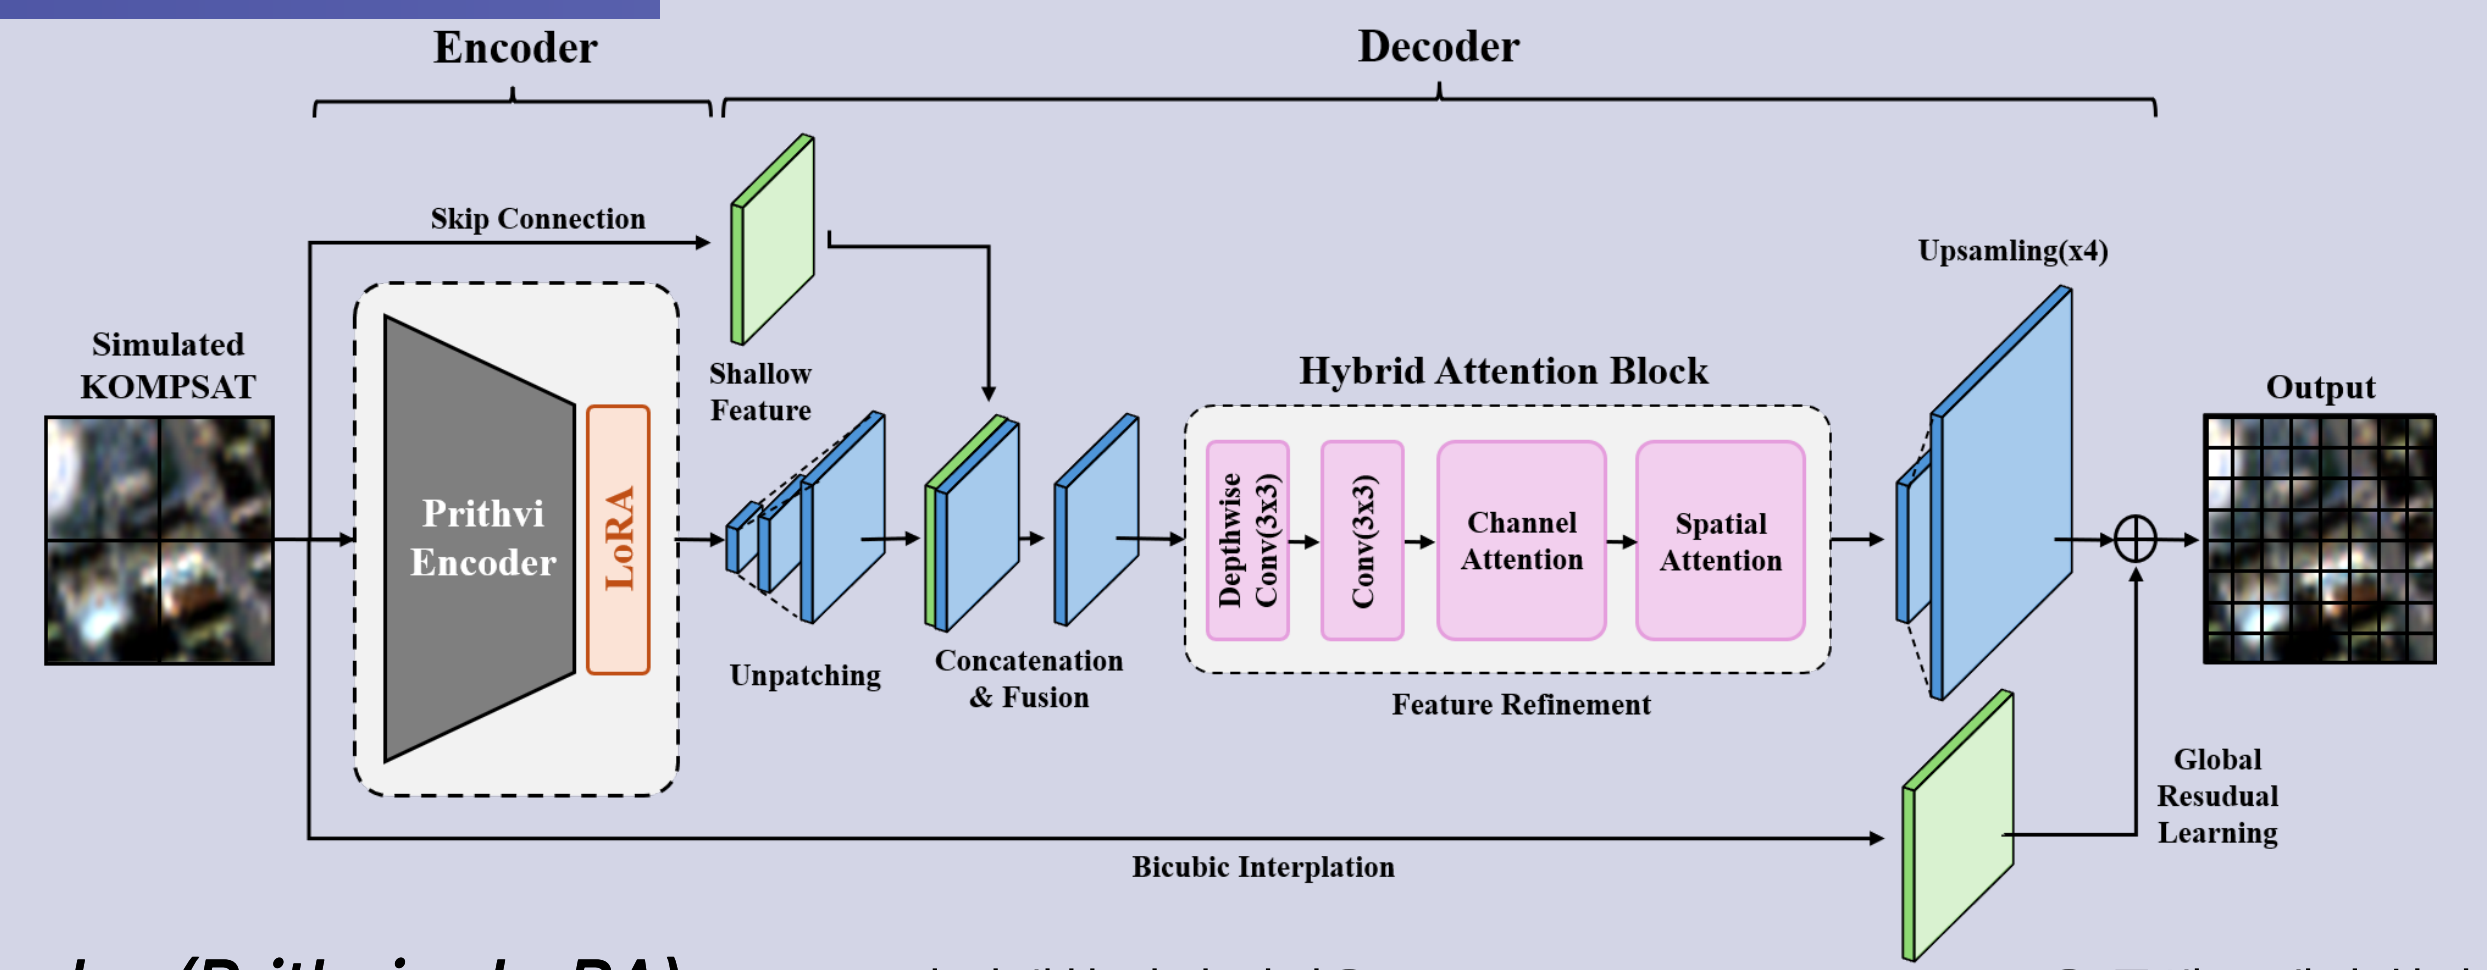 Encoder
Decoder
Skip Connection
Upsamling(x4)
Simulated
KOMPSAT
Shallow
Feature
Hybrid Attention Block
Output
Prithvi
Encoder
LoRA
Depthwise
Conv(3x3)
Conv(3x3)
Channel
Attention
Spatial
Attention
Unpatching
Concatenation
& Fusion
Feature Refinement
Global
Resudual
Learning
Bicubic Interplation